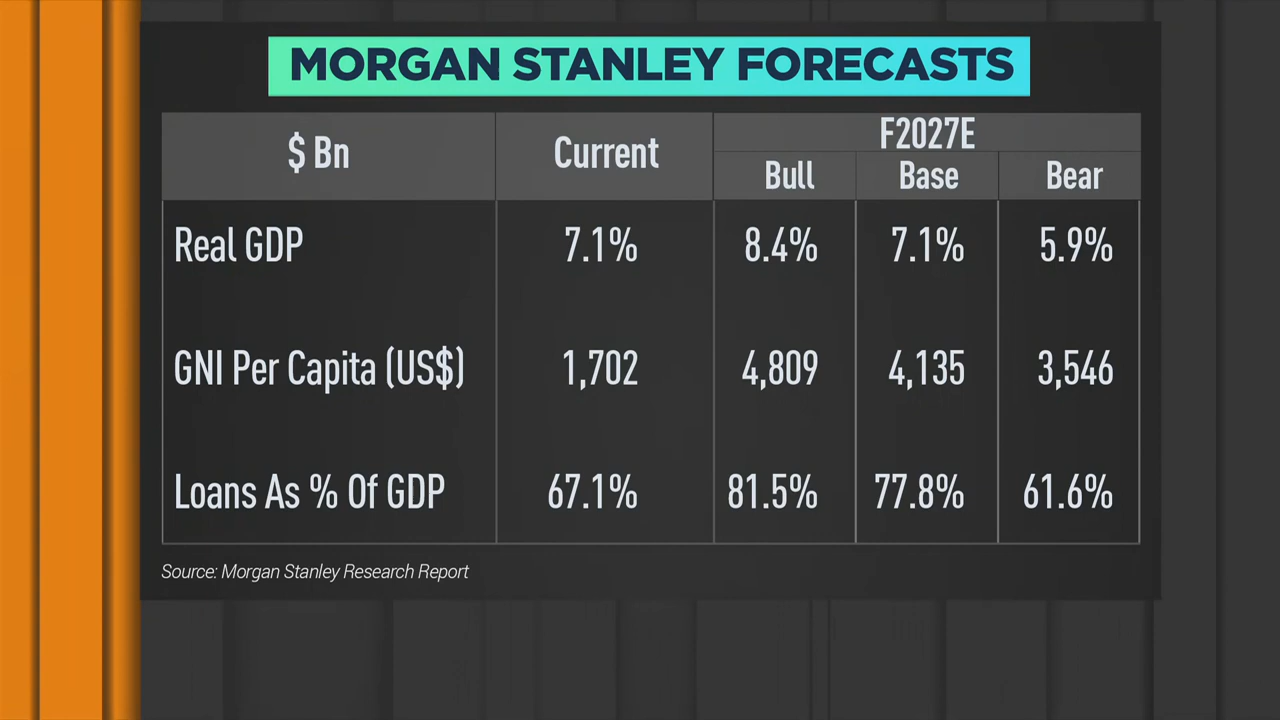 MORGAN STANLEY FORECASTS
$ Bn Current F2027E
Bull Base Bear
Real GDP 7.1% 8.4% 7.1% 5.9%
GNI Per Capita (US$) 1,702 4,809 4,135 3,546
Loans As % Of GDP 67.1% 81.5% 77.8% 61.6%
Source: Morgan Stanley Research Report